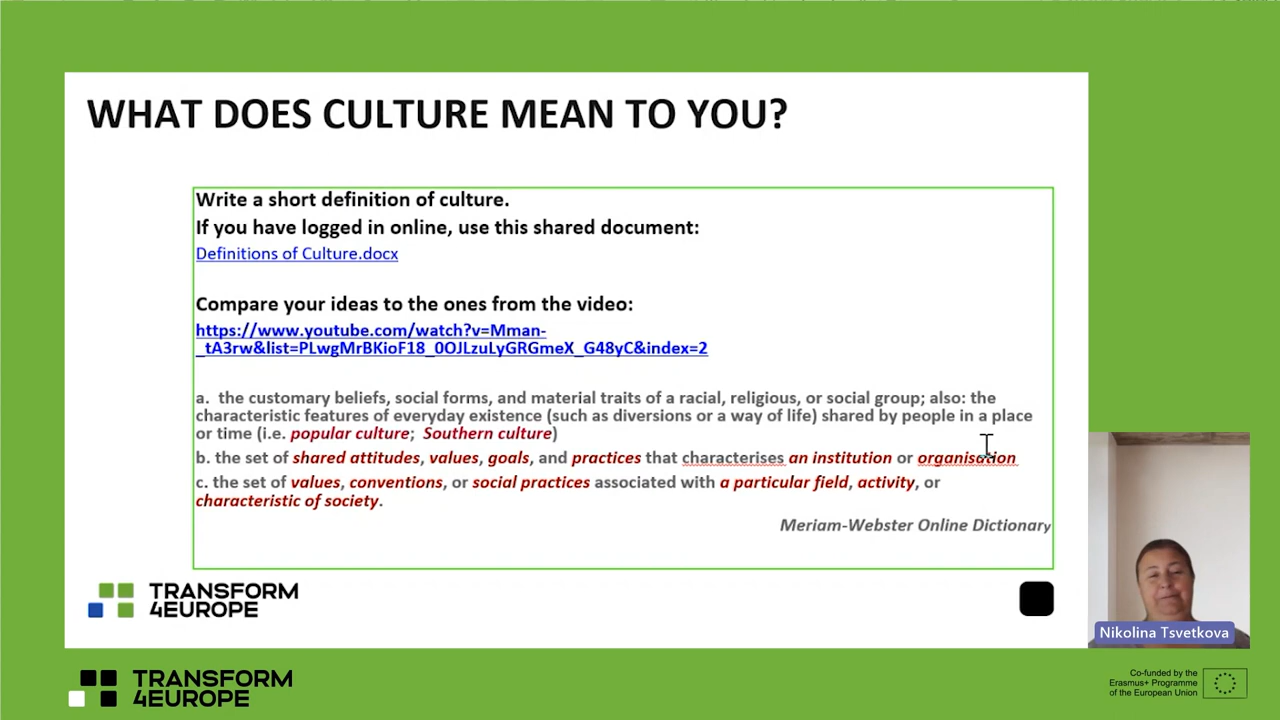 WHAT DOES CULTURE MEAN TO YOU?
Write a short definition of culture.
If you have logged in online, use this shared document:
Definitions of Culture.docx
Compare your ideas to the ones from the video:
https://www.youtube.com/watch?v=Mman-
_tA3rw&list=PLwgMrBKioF18_0OJLzuLyGRGmeX_G48yC&index=2
a. the customary beliefs, social forms, and material traits of a racial, religious, or social group; also: the
characteristic features of everyday existence (such as diversions or a way of life) shared by people in a place
or time (i.e. popular culture; Southern culture)
b. the set of shared attitudes, values, goals, and practices that characterises an institution or organisation
c. the set of values, conventions, or social practices associated with a particular field, activity, or
characteristic of society.
Meriam-Webster Online Dictionary
TRANSFORM
4EUROPE
Nikolina Tsvetkova
TRANSFORM
4EUROPE
Co-funded by the
Erasmus+ Programme
of the European Union